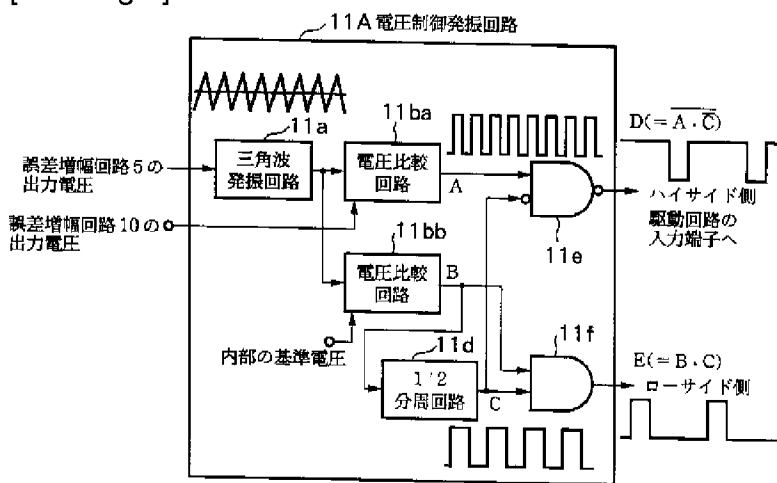 11A 電圧制御発振回路
11a
11ba
D(=A・C)
誤差増幅回路5の
出力電圧
三角波
発振回路
電圧比較
回路
A
ハイサイド側
駆動回路の
入力端子へ
誤差増幅回路10の
出力電圧
11bb
11e
電圧比較
回路
B
内部の基準電圧
11d
11f
1/2
分周回路
C
E(=B・C)
ローサイド側